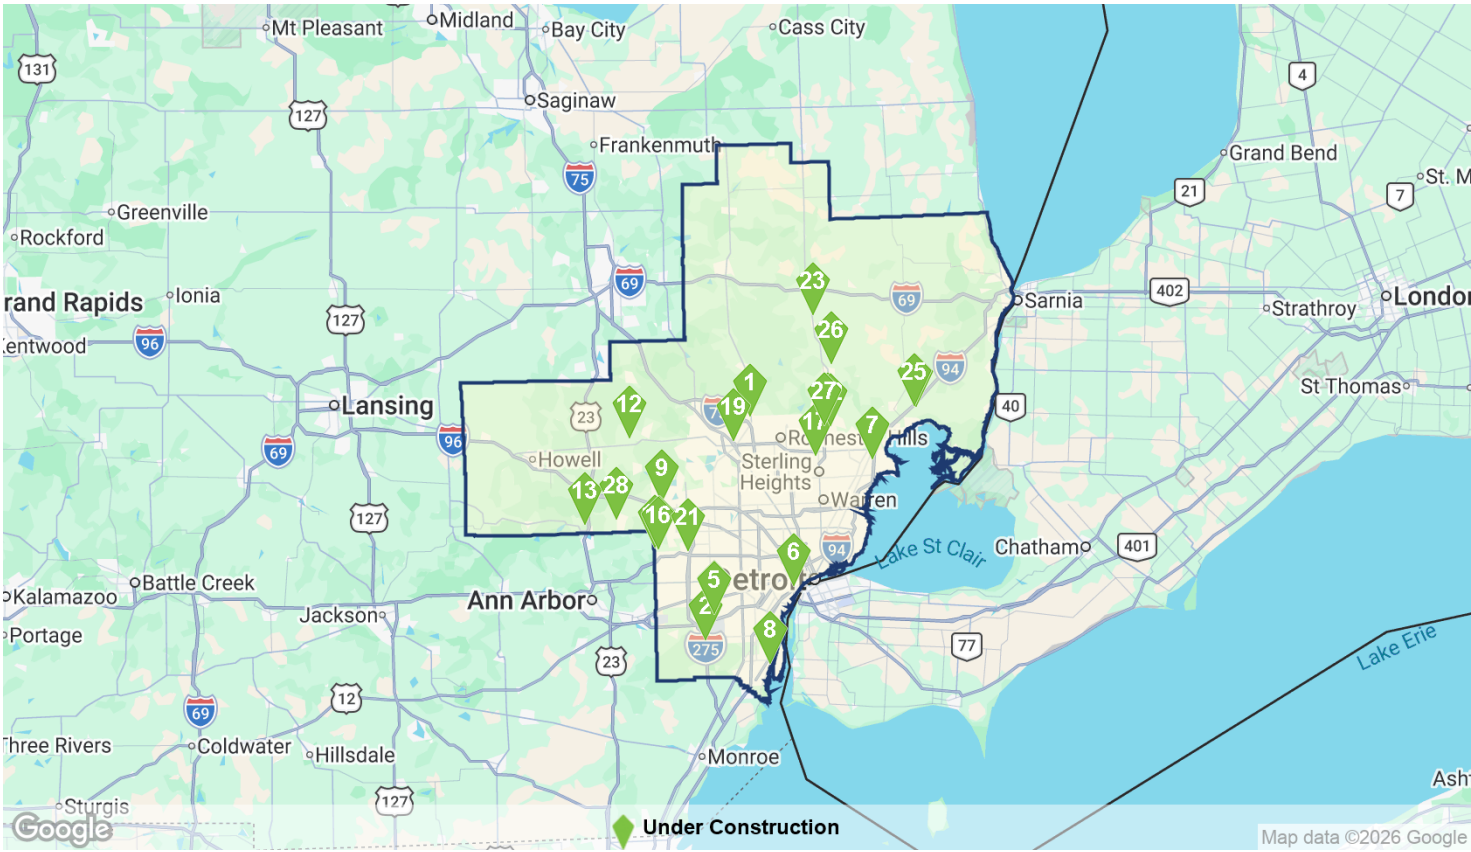 Mt Pleasant
Midland
Bay City
Cass City
131
127
Saginaw
4
Frankenmuth
Grand Bend
75
St. M
21
7
Greenville
Rockford
23
69
69
402
Sarnia
London
rand Rapids
Ionia
127
26
Strathroy
Kentwood
96
1
25
94
St Thomas
27
Lansing
12
23
19
40
17
7
Rochester Hills
96
69
Howell
9
Sterling
Heights
13
28
Warren
127
16
21
6
94
Lake St Clair
Chatham
401
Battle Creek
5
Detroit
Kalamazoo
Ann Arbor
2
Jackson
Portage
8
275
77
23
Lake Erie
12
69
Three Rivers
Coldwater
Hillsdale
Monroe
Asht
127
Sturgis
Google
Under Construction
Map data ©2026 Google